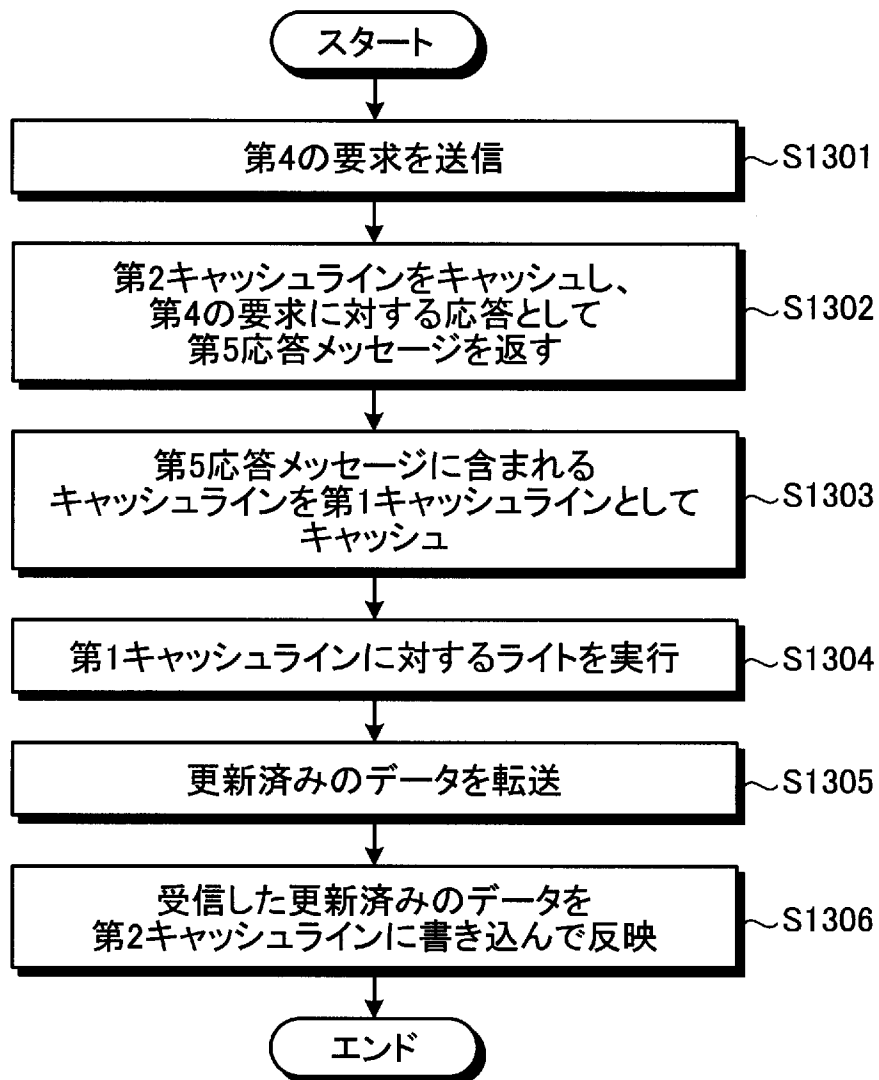 スタート
第4の要求を送信
~S1301
第2キャッシュラインをキャッシュし、
第4の要求に対する応答として
第5応答メッセージを返す
~S1302
第5応答メッセージに含まれる
キャッシュラインを第1キャッシュラインとして
キャッシュ
~S1303
第1キャッシュラインに対するライトを実行
~S1304
更新済みのデータを転送
~S1305
受信した更新済みのデータを
第2キャッシュラインに書き込んで反映
~S1306
エンド